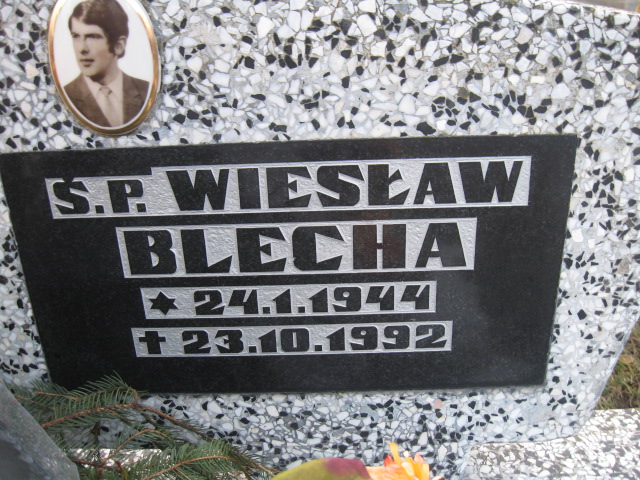 Ś.P. WIESŁAW
BLECHA
✶ 24.1.1944
✝ 23.10.1992